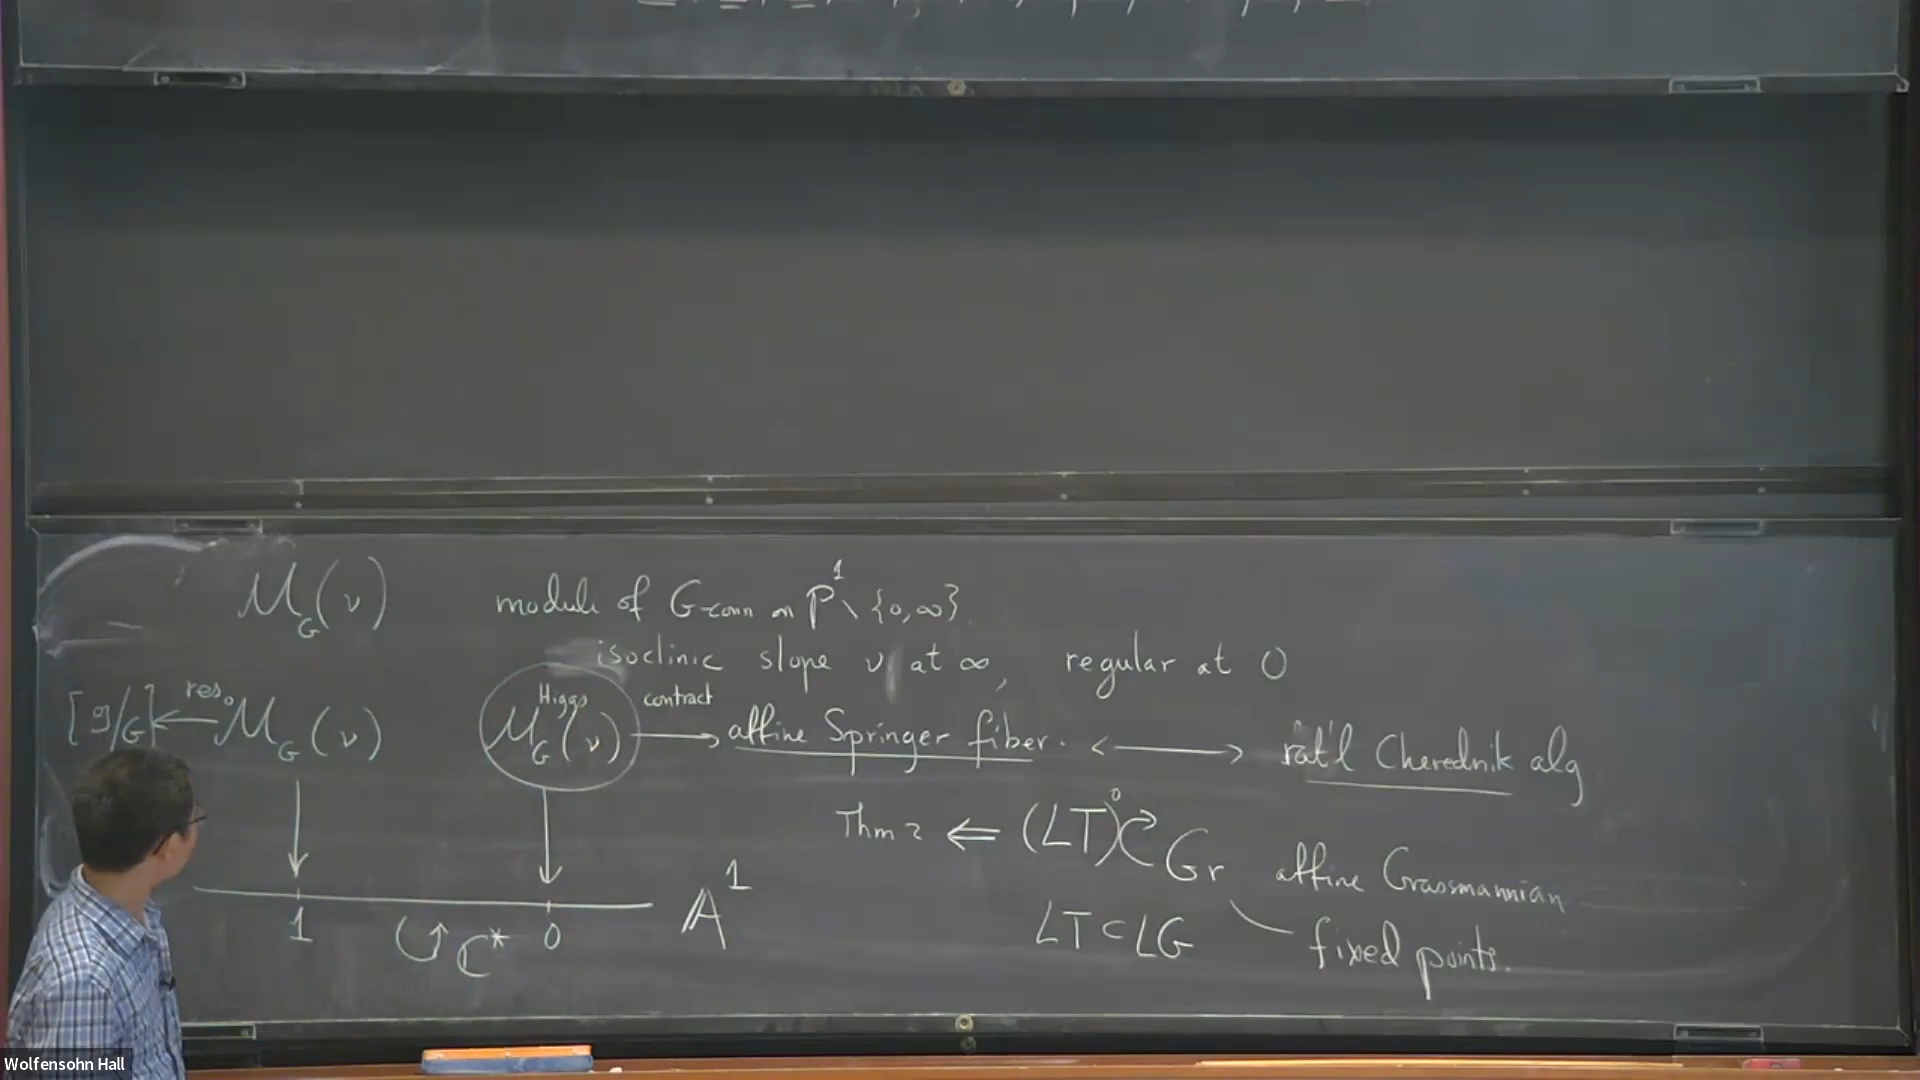 M_G(ν) moduli of G-conn on P^1 \ {0,∞}.
isoclinic slope ν at ∞, regular at 0
[g/G] ←res_0 M_G(ν) M_G^Higgs(ν) contract → affine Springer fiber. ⟷ rat'l Cherednik alg
Thm 2 ⇐ (LT)^0 ↷ Gr affine Grassmannian
LT ⊂ LG fixed points.
1 ↺ C* 0 A^1
Wolfensohn Hall